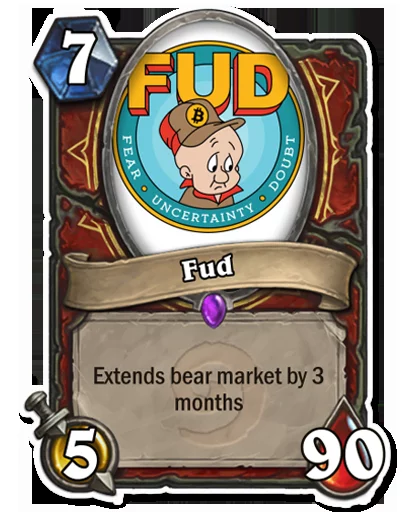 7
FUD
FEAR • UNCERTAINTY • DOUBT
Fud
Extends bear market by 3
months
5
90